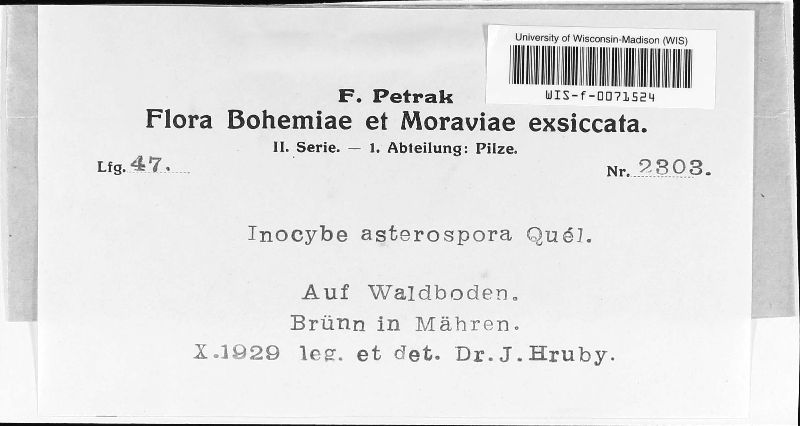 University of Wisconsin-Madison (WIS)
WIS-f-0071524
F. Petrak
Flora Bohemiae et Moraviae exsiccata.
II. Serie. — 1. Abteilung: Pilze.
Lfg. 47.
Nr. 2303.
Inocybe asterospora Quél.
Auf Waldboden.
Brünn in Mähren.
X.1929 leg. et det. Dr. J. Hruby.